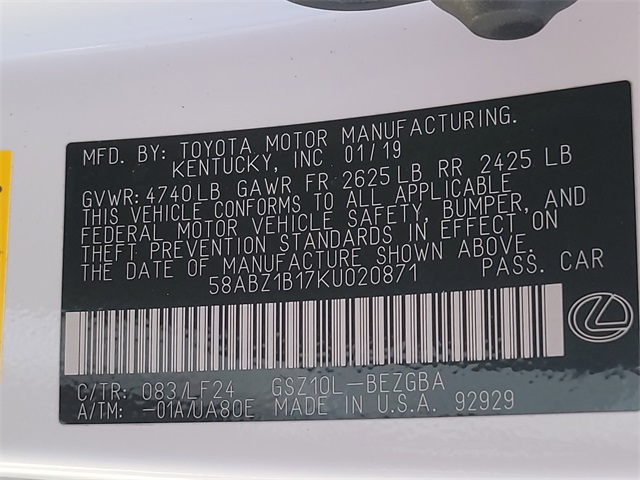 MFD. BY: TOYOTA MOTOR MANUFACTURING.
KENTUCKY, INC 01/19
GVWR: 4740LB GAWR FR 2625LB RR 2425LB
THIS VEHICLE CONFORMS TO ALL APPLICABLE
FEDERAL MOTOR VEHICLE SAFETY, BUMPER, AND
THEFT PREVENTION STANDARDS IN EFFECT ON
THE DATE OF MANUFACTURE SHOWN ABOVE.
58ABZ1B17KU020871 PASS. CAR
C/TR: 083/LF24 GSZ10L-BEZGBA
A/TM: -01A/UA80E MADE IN U.S.A. 92929